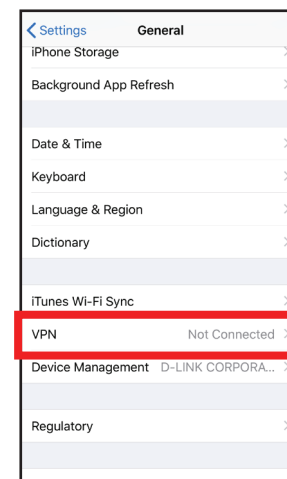 Settings General
iPhone Storage
Background App Refresh
Date & Time
Keyboard
Language & Region
Dictionary
iTunes Wi-Fi Sync
VPN Not Connected
Device Management D-LINK CORPORA...
Regulatory